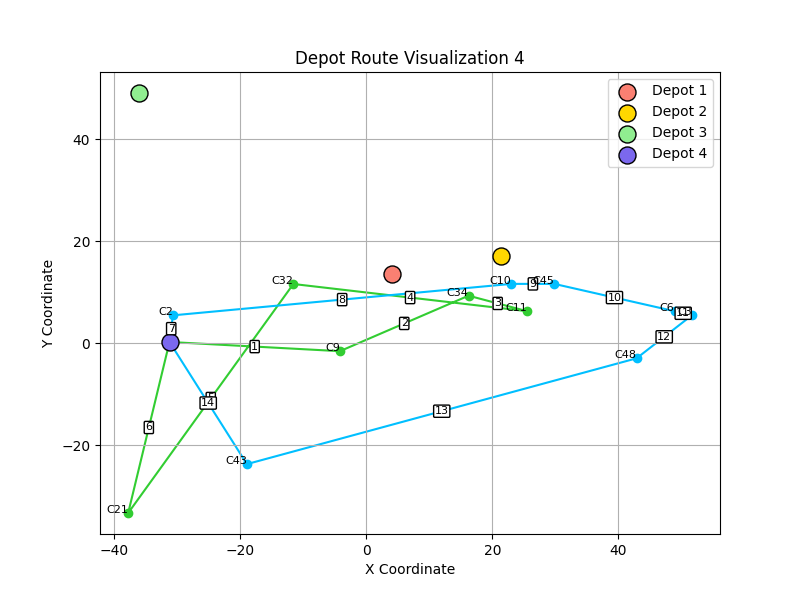 Depot Route Visualization 4
Depot 1
Depot 2
Depot 3
Depot 4
Y Coordinate
40
20
0
−20
−40
−20
0
20
40
X Coordinate
C32
C2
C9
C34
C10
C45
C11
C6
C48
C43
C21
1
2
3
4
6
7
8
9
10
12
13
14